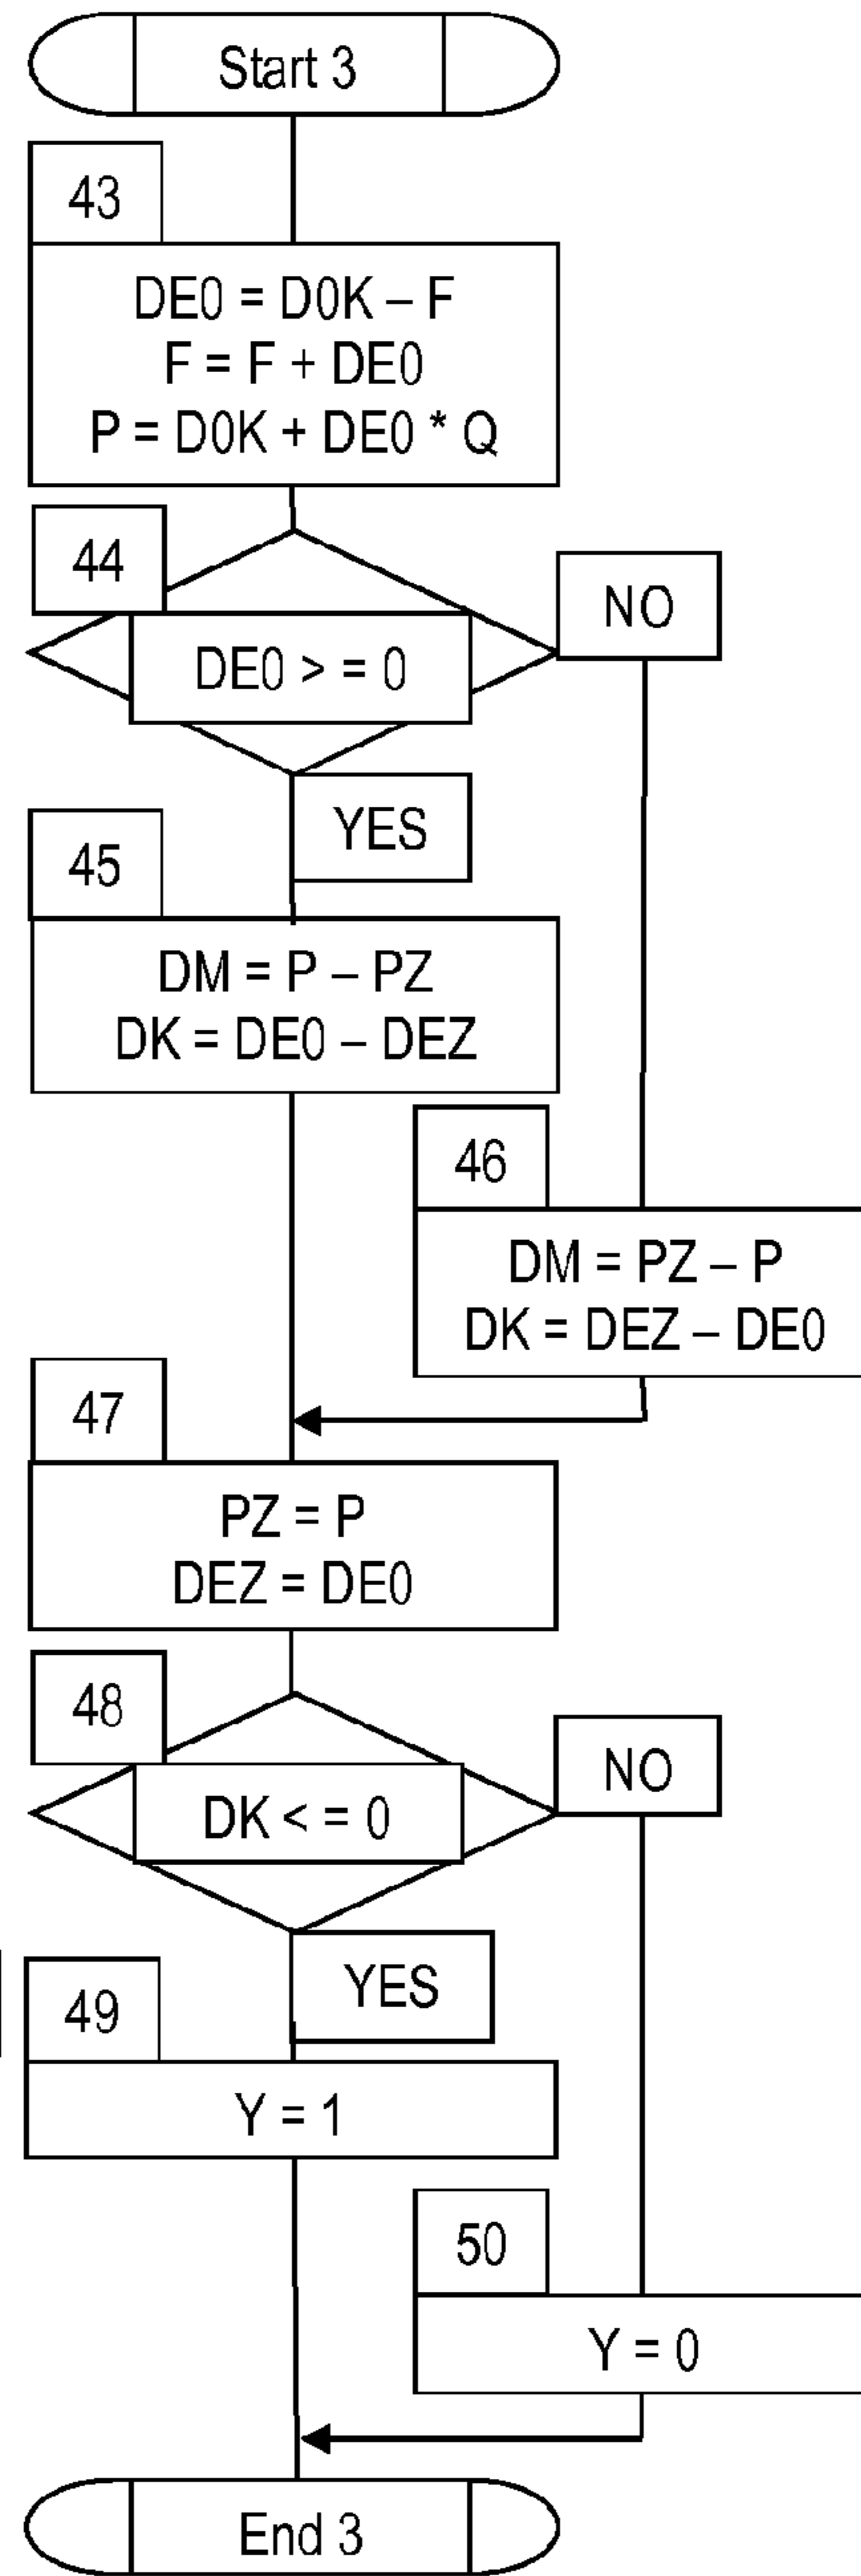 Start 3
43
DE0 = D0K – F
F = F + DE0
P = D0K + DE0 * Q
44
DE0 > = 0
NO
YES
45
DM = P – PZ
DK = DE0 – DEZ
46
DM = PZ – P
DK = DEZ – DE0
47
PZ = P
DEZ = DE0
48
DK < = 0
NO
YES
49
Y = 1
50
Y = 0
End 3